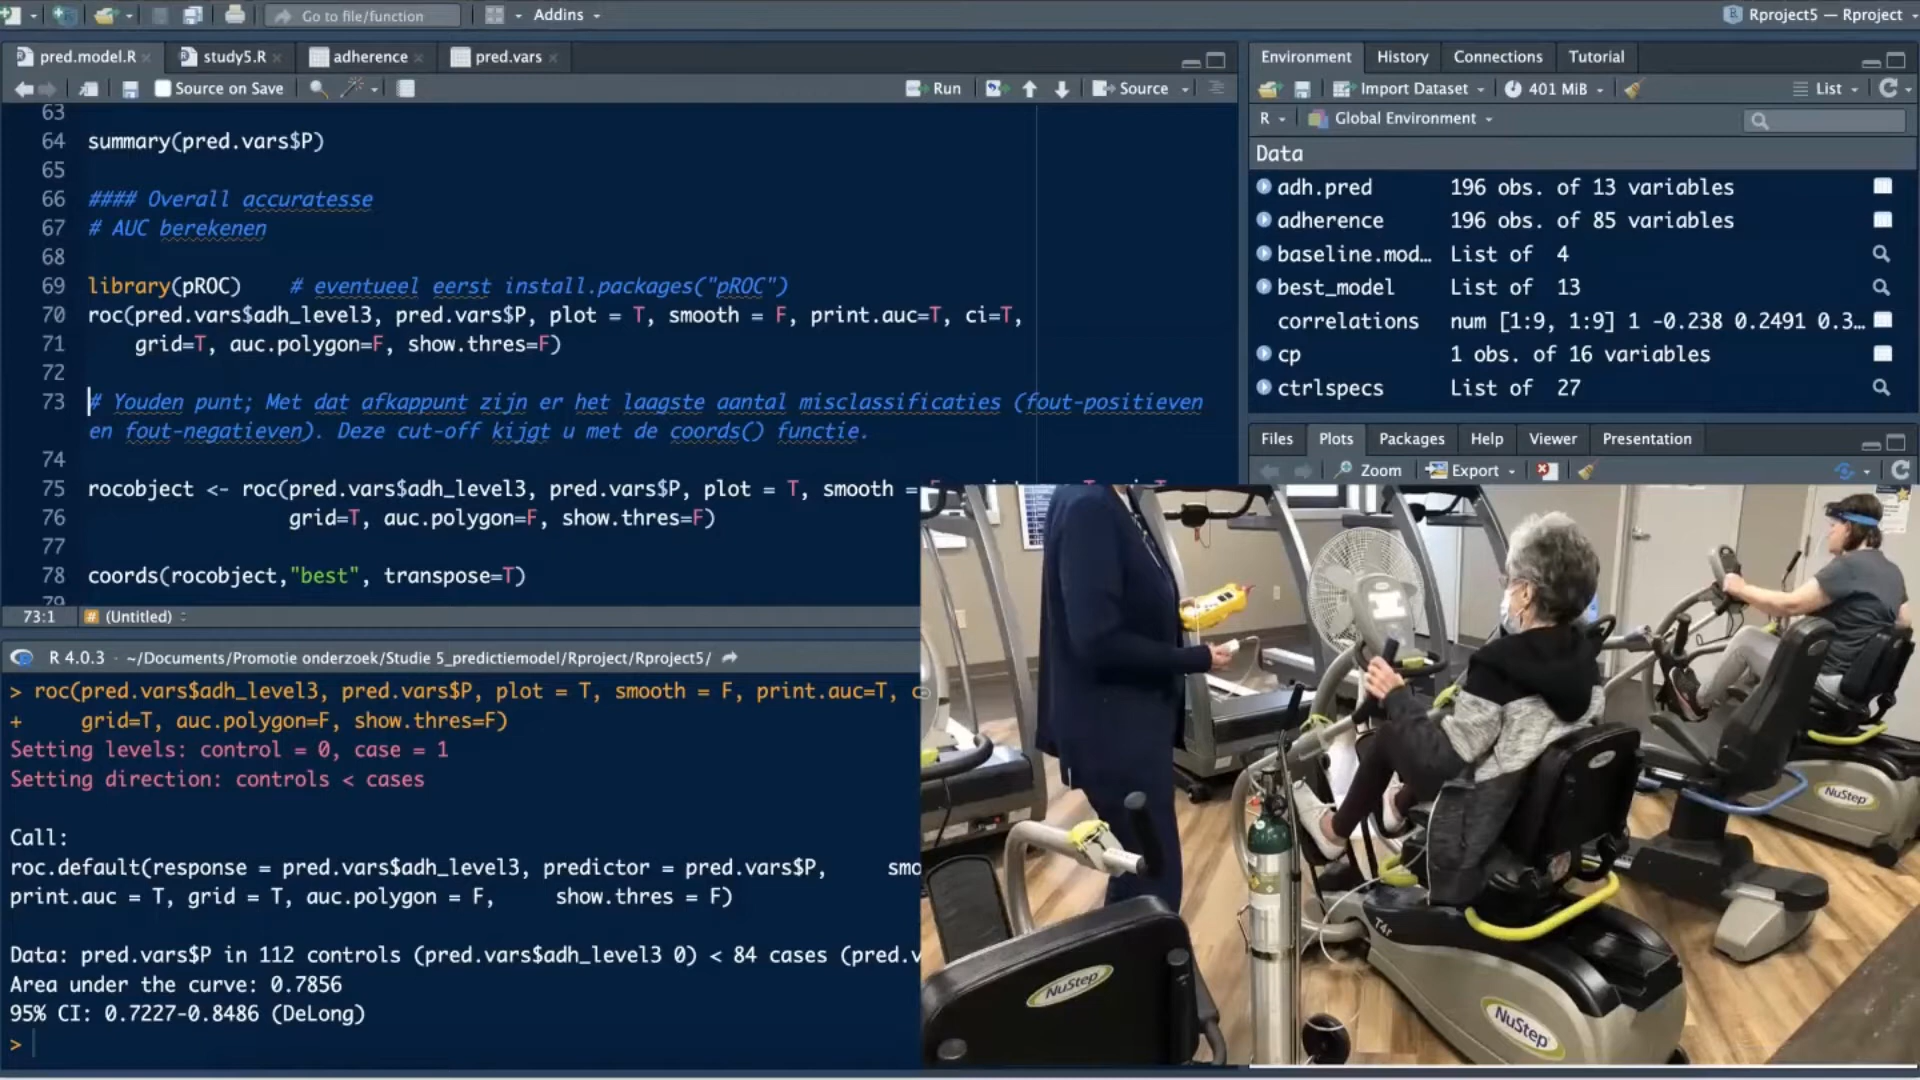 Go to file/function
Addins
Rproject5 — Rproject
pred.model.R
study5.R
adherence
pred.vars
Source on Save
Run
Source
63
64 summary(pred.vars$P)
65
66 #### Overall accuratesse
67 # AUC berekenen
68
69 library(pROC) # eventueel eerst install.packages("pROC")
70 roc(pred.vars$adh_level3, pred.vars$P, plot = T, smooth = F, print.auc=T, ci=T,
71 grid=T, auc.polygon=F, show.thres=F)
72
73 # Youden punt; Met dat afkappunt zijn er het laagste aantal misclassificaties (fout-positieven
en fout-negatieven). Deze cut-off kijgt u met de coords() functie.
74
75 rocobject <- roc(pred.vars$adh_level3, pred.vars$P, plot = T, smooth =
76 grid=T, auc.polygon=F, show.thres=F)
77
78 coords(rocobject,"best", transpose=T)
79
73:1 # (Untitled)
R 4.0.3 · ~/Documents/Promotie onderzoek/Studie 5_predictiemodel/Rproject/Rproject5/
> roc(pred.vars$adh_level3, pred.vars$P, plot = T, smooth = F, print.auc=T,
+ grid=T, auc.polygon=F, show.thres=F)
Setting levels: control = 0, case = 1
Setting direction: controls < cases
Call:
roc.default(response = pred.vars$adh_level3, predictor = pred.vars$P, smo
print.auc = T, grid = T, auc.polygon = F, show.thres = F)
Data: pred.vars$P in 112 controls (pred.vars$adh_level3 0) < 84 cases (pred.v
Area under the curve: 0.7856
95% CI: 0.7227-0.8486 (DeLong)
>
Environment History Connections Tutorial
Import Dataset 401 MiB List
R Global Environment
Data
adh.pred 196 obs. of 13 variables
adherence 196 obs. of 85 variables
baseline.mod… List of 4
best_model List of 13
correlations num [1:9, 1:9] 1 -0.238 0.2491 0.3…
cp 1 obs. of 16 variables
ctrlspecs List of 27
Files Plots Packages Help Viewer Presentation
Zoom Export
NuStep
NuStep
T4r
NuStep
NuStep